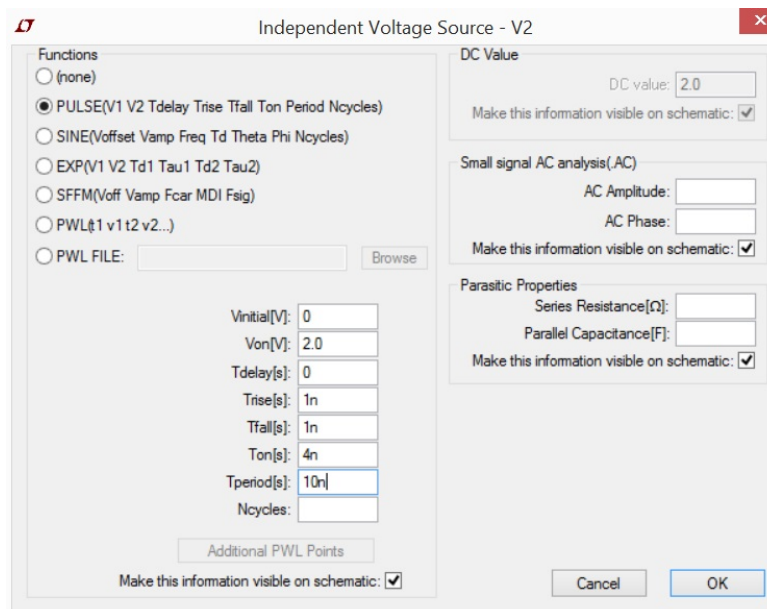 Independent Voltage Source - V2
Functions
(none)
PULSE(V1 V2 Tdelay Trise Tfall Ton Period Ncycles)
SINE(Voffset Vamp Freq Td Theta Phi Ncycles)
EXP(V1 V2 Td1 Tau1 Td2 Tau2)
SFFM(Voff Vamp Fcar MDI Fsig)
PWL(t1 v1 t2 v2...)
PWL FILE: Browse
Vinitial[V]: 0
Von[V]: 2.0
Tdelay[s]: 0
Trise[s]: 1n
Tfall[s]: 1n
Ton[s]: 4n
Tperiod[s]: 10n
Ncycles:
Additional PWL Points
Make this information visible on schematic:
DC Value
DC value: 2.0
Make this information visible on schematic:
Small signal AC analysis(.AC)
AC Amplitude:
AC Phase:
Make this information visible on schematic:
Parasitic Properties
Series Resistance[Ω]:
Parallel Capacitance[F]:
Make this information visible on schematic:
Cancel OK